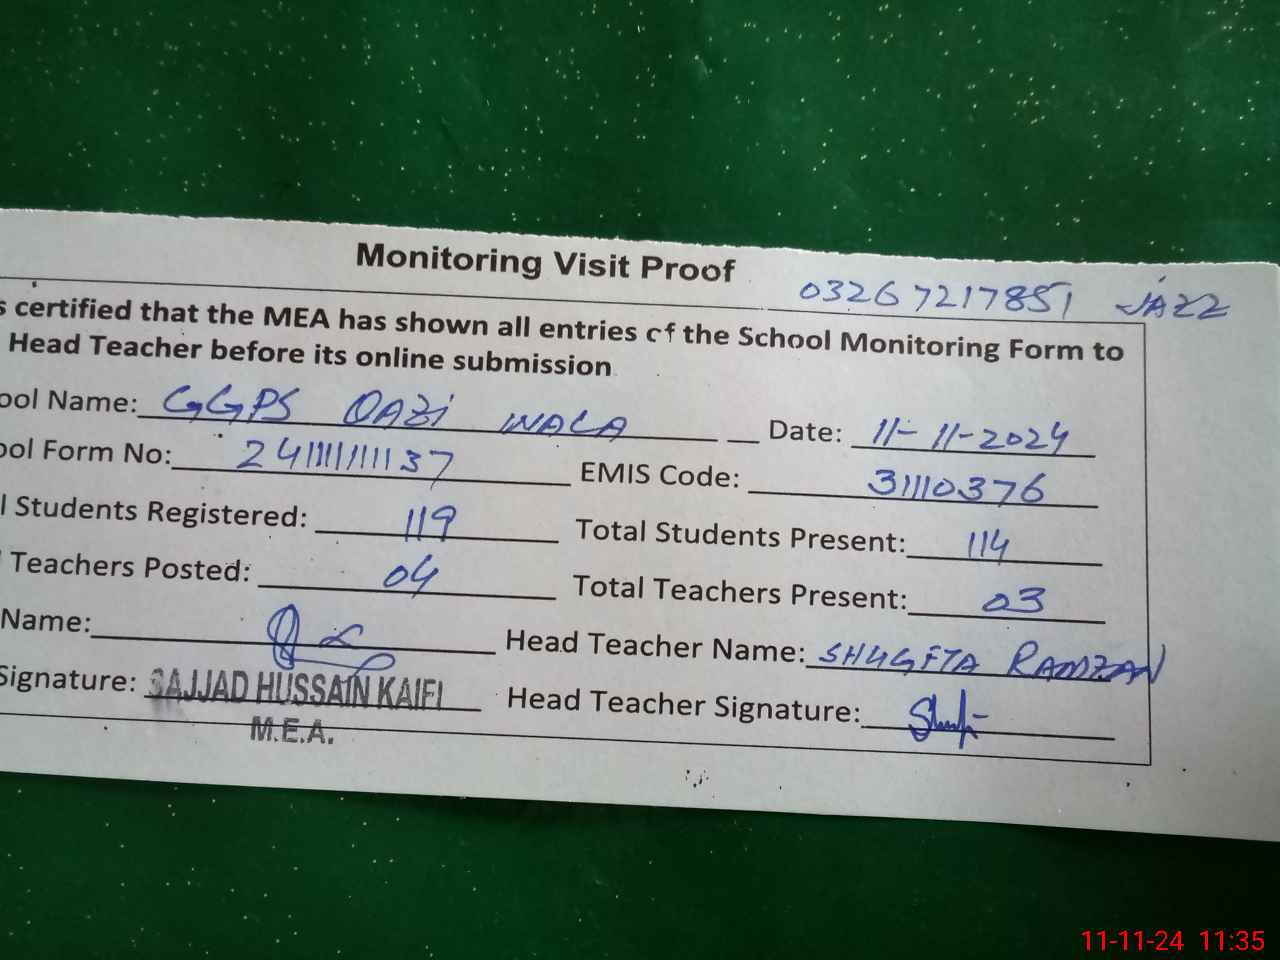 Monitoring Visit Proof
03267217851 JAZZ
s certified that the MEA has shown all entries of the School Monitoring Form to
Head Teacher before its online submission
ool Name: GGPS QAZI WALA Date: 11-11-2024
ool Form No: 24111111137 EMIS Code: 31110376
l Students Registered: 119 Total Students Present: 114
Teachers Posted: 04 Total Teachers Present: 03
Name: Head Teacher Name: SHUGFTA RAMZAN
Signature: SAJJAD HUSSAIN KAIFI Head Teacher Signature:
M.E.A.
11-11-24 11:35